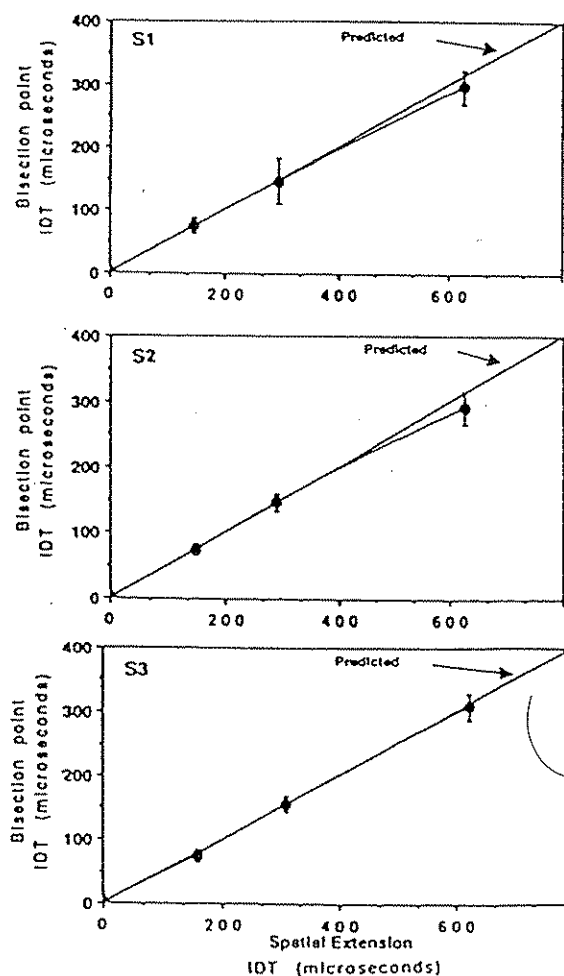 400
S1
Predicted
300
200
100
0
Bisection point
IDT (microseconds)
0 200 400 600
400
S2
Predicted
300
200
100
0
Bisection point
IDT (microseconds)
0 200 400 600
400
S3
Predicted
300
200
100
0
Bisection point
IDT (microseconds)
0 200 400 600
Spatial Extension
IDT (microseconds)